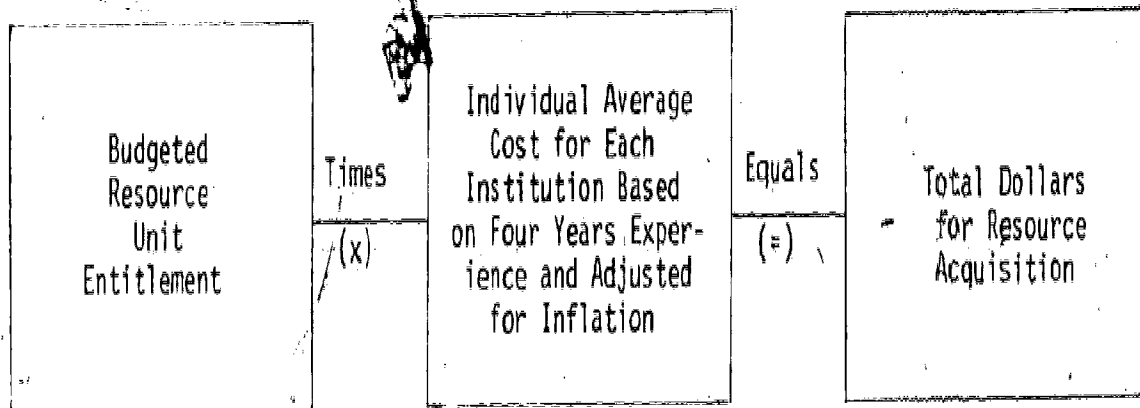 Budgeted
Resource
Unit
Entitlement
Times
(x)
Individual Average
Cost for Each
Institution Based
on Four Years Exper-
ience and Adjusted
for Inflation
Equals
(=)
Total Dollars
for Resource
Acquisition